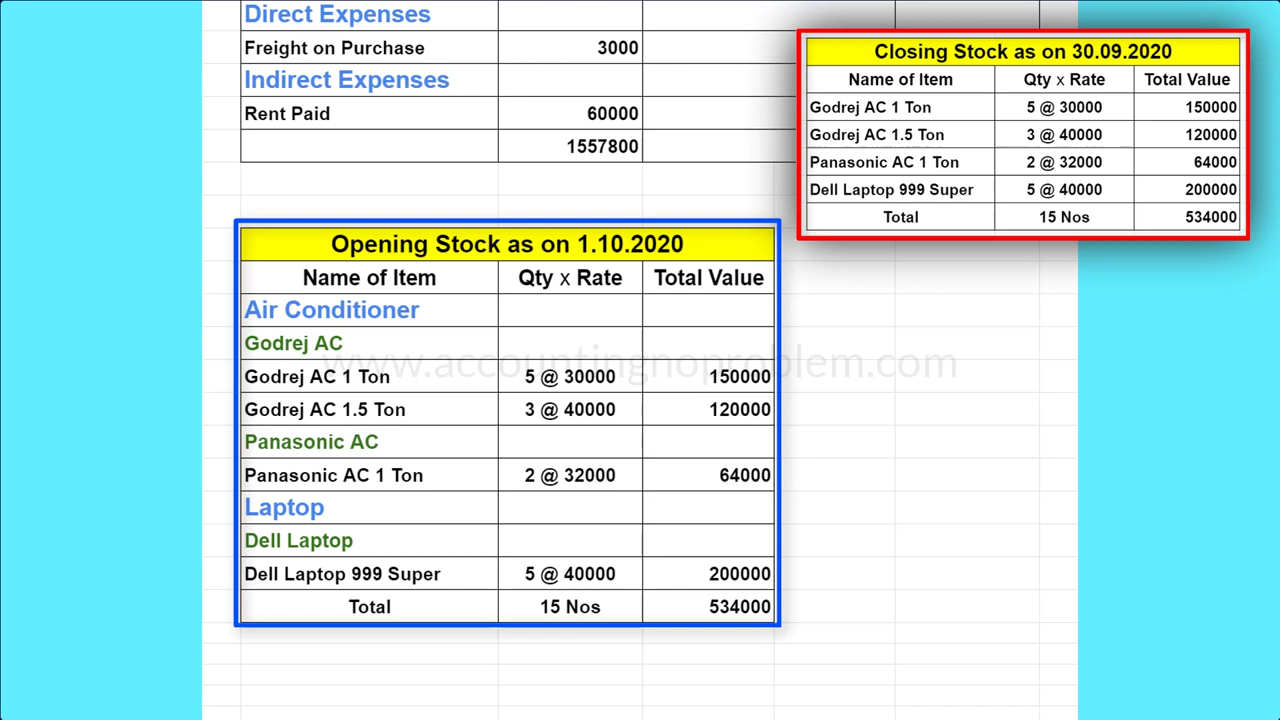 Direct Expenses
Freight on Purchase 3000
Indirect Expenses
Rent Paid 60000
1557800
Closing Stock as on 30.09.2020
Name of Item Qty x Rate Total Value
Godrej AC 1 Ton 5 @ 30000 150000
Godrej AC 1.5 Ton 3 @ 40000 120000
Panasonic AC 1 Ton 2 @ 32000 64000
Dell Laptop 999 Super 5 @ 40000 200000
Total 15 Nos 534000
Opening Stock as on 1.10.2020
Name of Item Qty x Rate Total Value
Air Conditioner
Godrej AC
www.accountingnoproblem.com
Godrej AC 1 Ton 5 @ 30000 150000
Godrej AC 1.5 Ton 3 @ 40000 120000
Panasonic AC
Panasonic AC 1 Ton 2 @ 32000 64000
Laptop
Dell Laptop
Dell Laptop 999 Super 5 @ 40000 200000
Total 15 Nos 534000